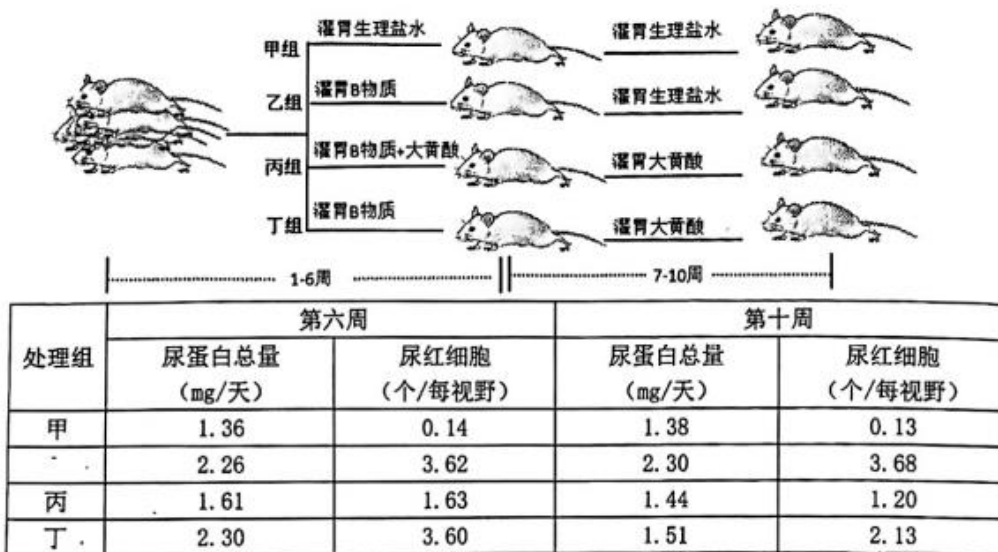 灌胃生理盐水 灌胃生理盐水
甲组
灌胃B物质 灌胃生理盐水
乙组
灌胃B物质+大黄酸 灌胃大黄酸
丙组
灌胃B物质 灌胃大黄酸
丁组
1-6周 7-10周
处理组 第六周 第十周
尿蛋白总量 (mg/天) 尿红细胞 (个/每视野) 尿蛋白总量 (mg/天) 尿红细胞 (个/每视野)
甲 1.36 0.14 1.38 0.13
2.26 3.62 2.30 3.68
丙 1.61 1.63 1.44 1.20
丁 2.30 3.60 1.51 2.13